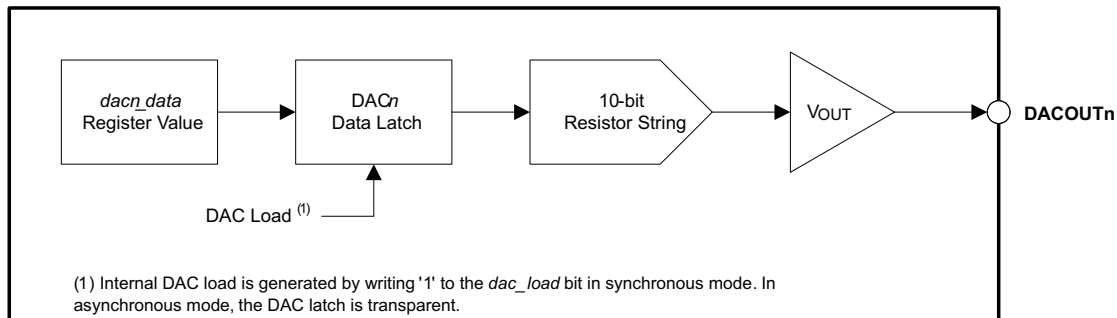 dacn_data
Register Value
DACn
Data Latch
10-bit
Resistor String
VOUT
DACOUTn
DAC Load (1)
(1) Internal DAC load is generated by writing '1' to the dac_load bit in synchronous mode. In
asynchronous mode, the DAC latch is transparent.